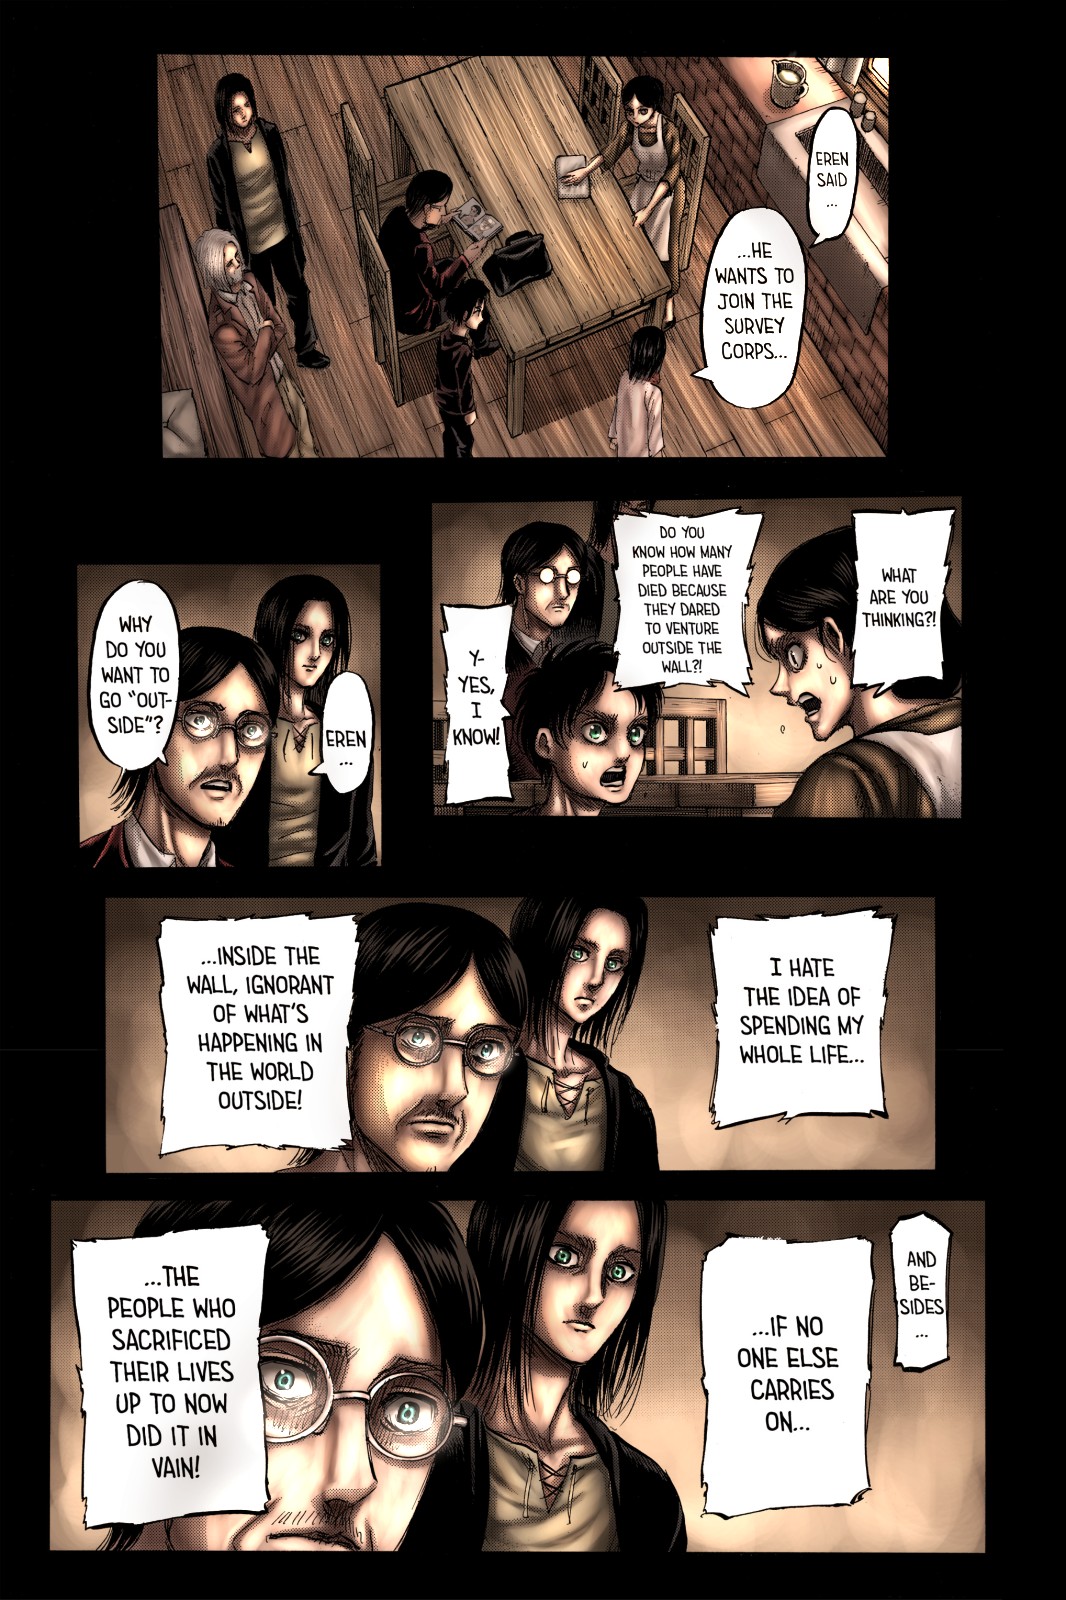 EREN
SAID
...
...HE
WANTS TO
JOIN THE
SURVEY
CORPS...
WHAT
ARE YOU
THINKING?!
DO YOU
KNOW HOW MANY
PEOPLE HAVE
DIED BECAUSE
THEY DARED
TO VENTURE
OUTSIDE THE
WALL?!
Y-
YES,
I
KNOW!
EREN
...
WHY
DO YOU
WANT TO
GO "OUT-
SIDE"?
I HATE
THE IDEA OF
SPENDING MY
WHOLE LIFE...
...INSIDE THE
WALL, IGNORANT
OF WHAT'S
HAPPENING IN
THE WORLD
OUTSIDE!
AND
BE-
SIDES
...
...IF NO
ONE ELSE
CARRIES
ON...
...THE
PEOPLE WHO
SACRIFICED
THEIR LIVES
UP TO NOW
DID IT IN
VAIN!